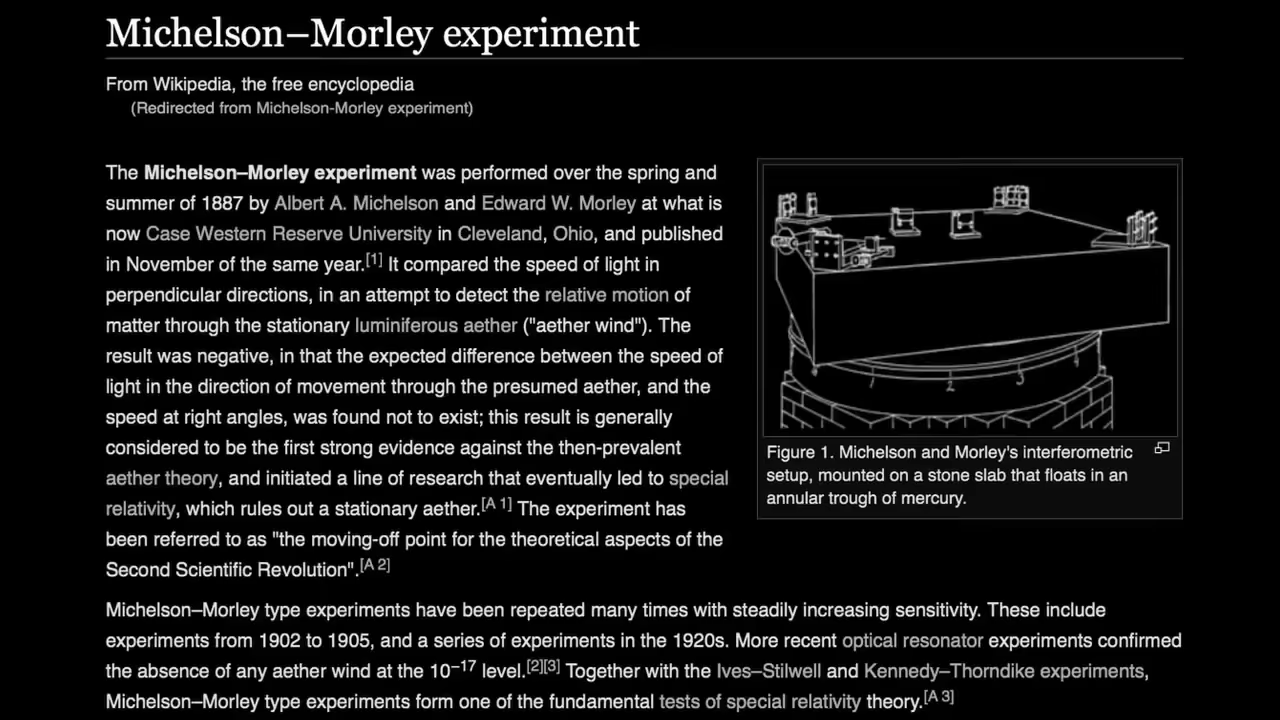 Michelson–Morley experiment
From Wikipedia, the free encyclopedia
(Redirected from Michelson-Morley experiment)
The Michelson–Morley experiment was performed over the spring and
summer of 1887 by Albert A. Michelson and Edward W. Morley at what is
now Case Western Reserve University in Cleveland, Ohio, and published
in November of the same year.[1] It compared the speed of light in
perpendicular directions, in an attempt to detect the relative motion of
matter through the stationary luminiferous aether ("aether wind"). The
result was negative, in that the expected difference between the speed of
light in the direction of movement through the presumed aether, and the
speed at right angles, was found not to exist; this result is generally
considered to be the first strong evidence against the then-prevalent
aether theory, and initiated a line of research that eventually led to special
relativity, which rules out a stationary aether.[A 1] The experiment has
been referred to as "the moving-off point for the theoretical aspects of the
Second Scientific Revolution".[A 2]
1 2 3 4
Figure 1. Michelson and Morley's interferometric
setup, mounted on a stone slab that floats in an
annular trough of mercury.
Michelson–Morley type experiments have been repeated many times with steadily increasing sensitivity. These include
experiments from 1902 to 1905, and a series of experiments in the 1920s. More recent optical resonator experiments confirmed
the absence of any aether wind at the 10⁻¹⁷ level.[2][3] Together with the Ives–Stilwell and Kennedy–Thorndike experiments,
Michelson–Morley type experiments form one of the fundamental tests of special relativity theory.[A 3]